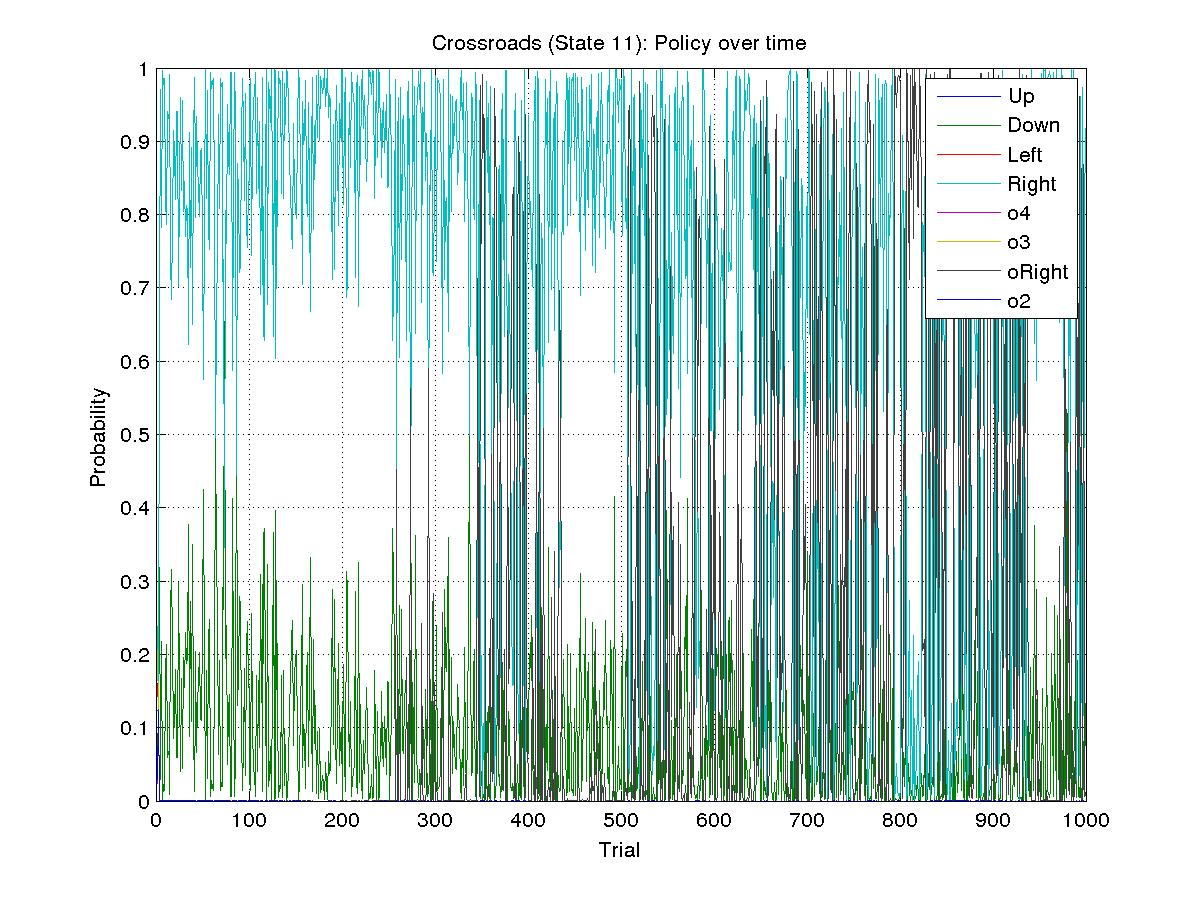 Crossroads (State 11): Policy over time
1
0.9
0.8
0.7
0.6
0.5
0.4
0.3
0.2
0.1
0
Probability
0 100 200 300 400 500 600 700 800 900 1000
Trial
Up
Down
Left
Right
o4
o3
oRight
o2